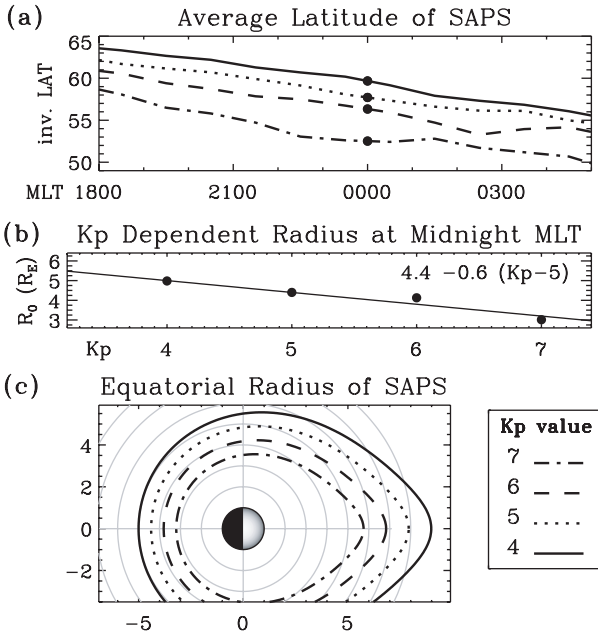 (a) Average Latitude of SAPS
65
60
55
50
inv. LAT
MLT 1800 2100 0000 0300
(b) Kp Dependent Radius at Midnight MLT
6
5
4
3
R0 (RE)
4.4 -0.6 (Kp-5)
Kp 4 5 6 7
(c) Equatorial Radius of SAPS
4
2
0
-2
-5 0 5
Kp value
7
6
5
4